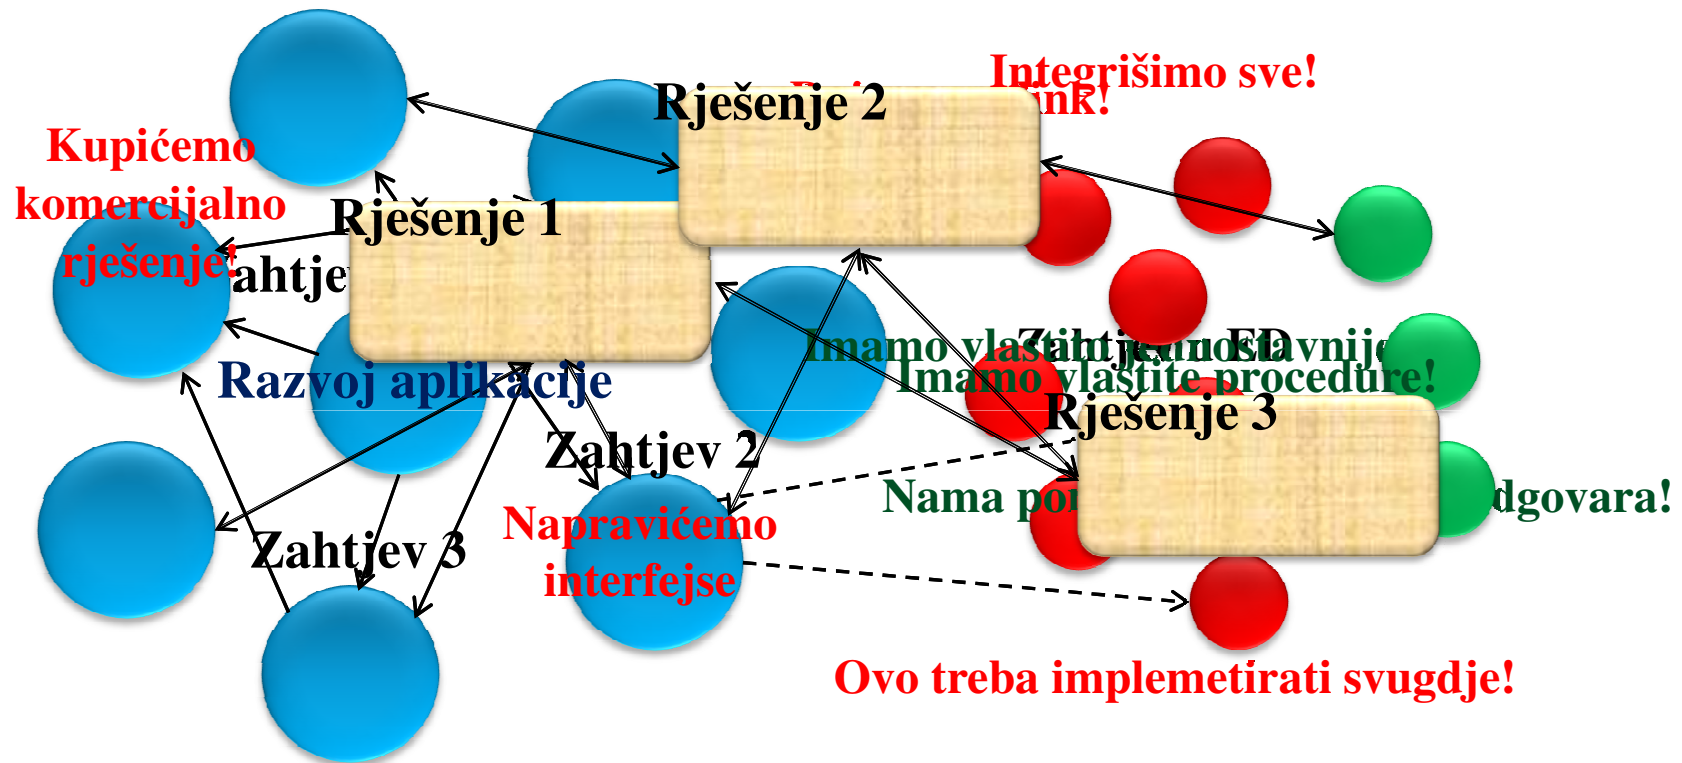 Integrišimo sve!
Rješenje 2
Kupićemo
komercijalno
rješenje!
Rješenje 1
Imamo vlastite procedure!
Razvoj aplikacije
Rješenje 3
Zahtjev 2
Nama
Napravićemo
interfejse
Zahtjev 3
Ovo treba implemetirati svugdje!